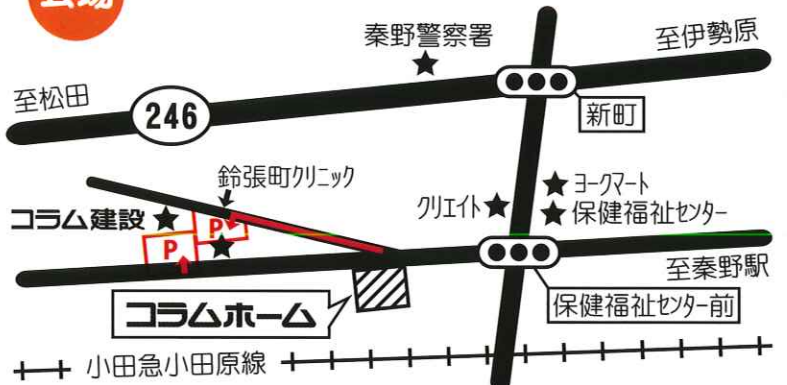 会場
秦野警察署
至伊勢原
至松田
246
新町
鈴張町クリニック
ヨークマート
クリエイト
保健福祉センター
コラム建設
P
P
至秦野駅
コラムホーム
保健福祉センター前
小田急小田原線